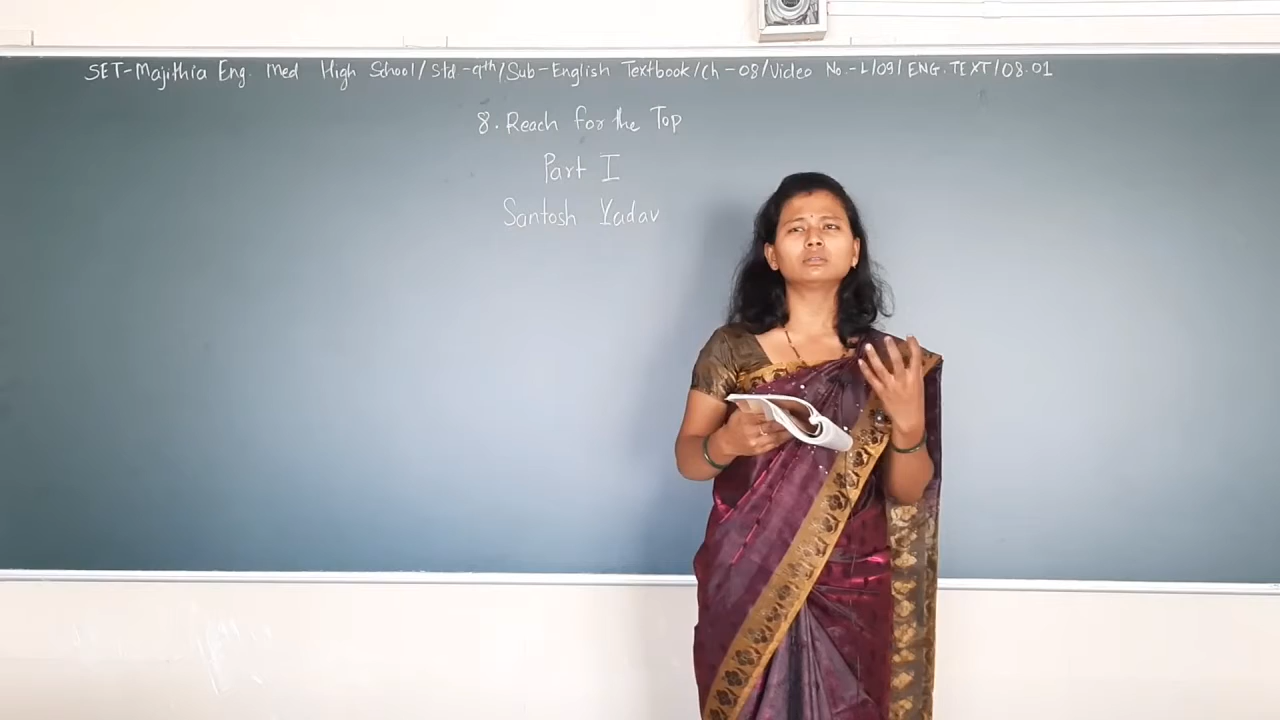 SET-Majithia Eng. Med High School/Std-9th/Sub-English Textbook/Ch-08/Video No.-L/09/ENG.TEXT/08.01
8. Reach for the Top
Part I
Santosh Yadav